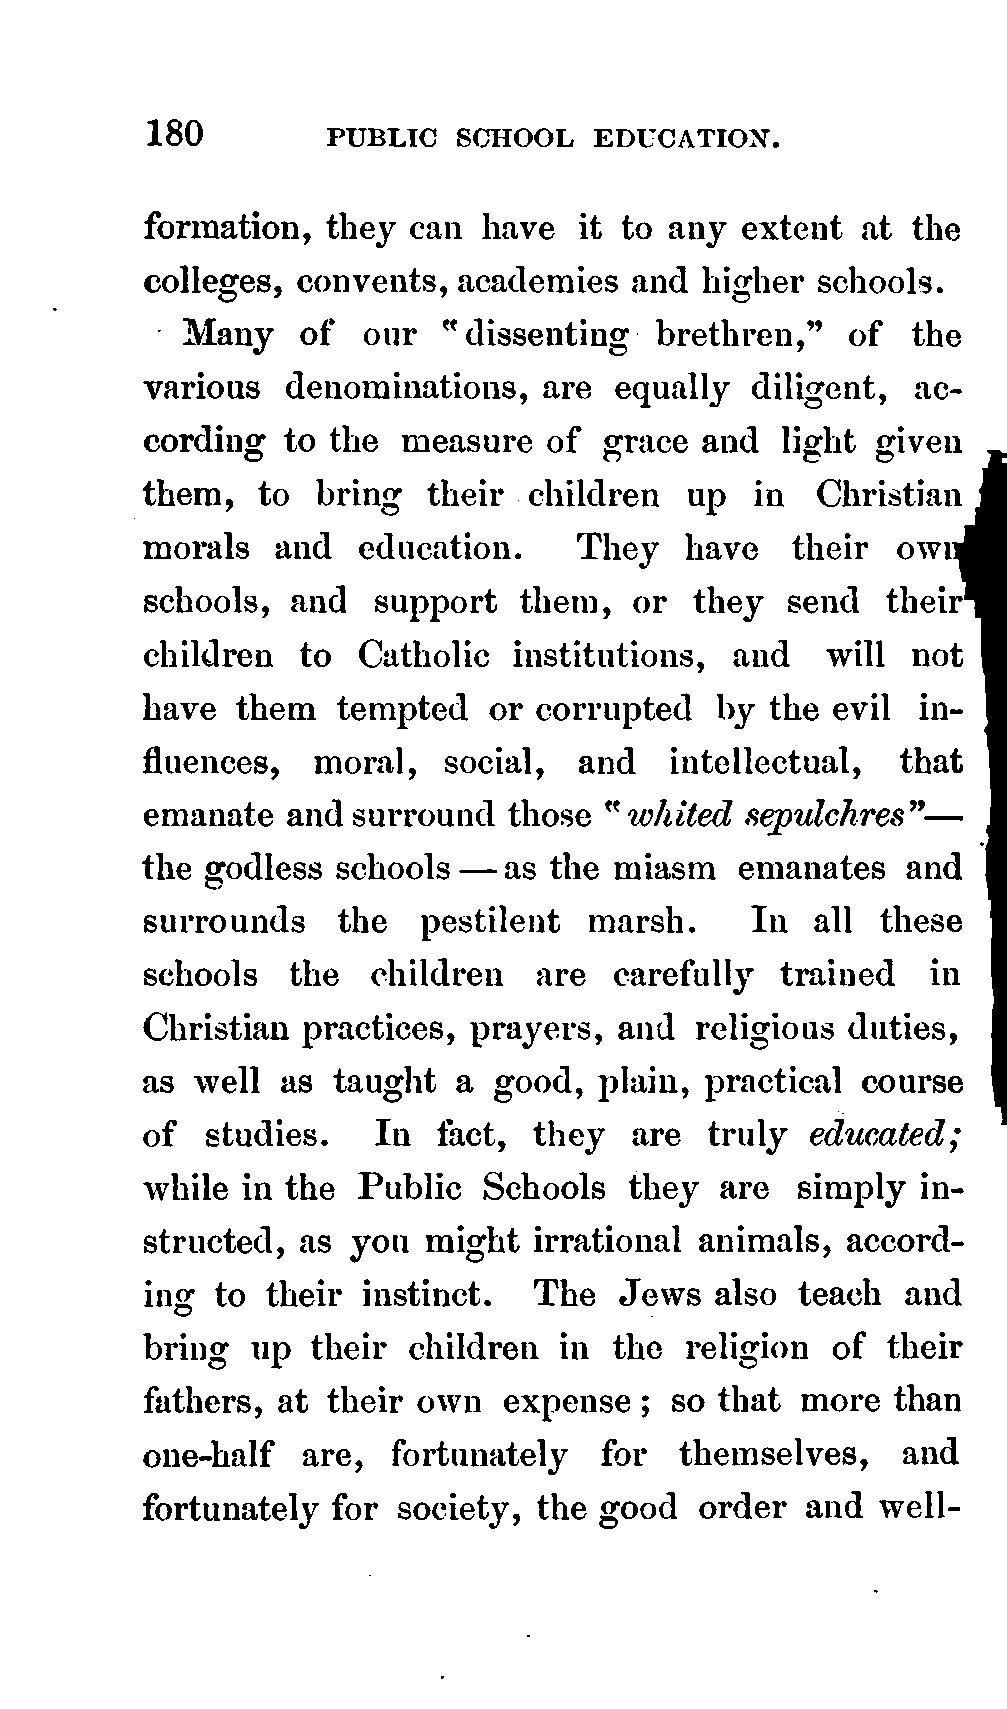 180 PUBLIC SCHOOL EDUCATION.
formation, they can have it to any extent at the
colleges, convents, academies and higher schools.
Many of our "dissenting brethren," of the
various denominations, are equally diligent, ac-
cording to the measure of grace and light given
them, to bring their children up in Christian
morals and education. They have their own
schools, and support them, or they send their
children to Catholic institutions, and will not
have them tempted or corrupted by the evil in-
fluences, moral, social, and intellectual, that
emanate and surround those "whited sepulchres"—
the godless schools — as the miasm emanates and
surrounds the pestilent marsh. In all these
schools the children are carefully trained in
Christian practices, prayers, and religious duties,
as well as taught a good, plain, practical course
of studies. In fact, they are truly educated;
while in the Public Schools they are simply in-
structed, as you might irrational animals, accord-
ing to their instinct. The Jews also teach and
bring up their children in the religion of their
fathers, at their own expense; so that more than
one-half are, fortunately for themselves, and
fortunately for society, the good order and well-